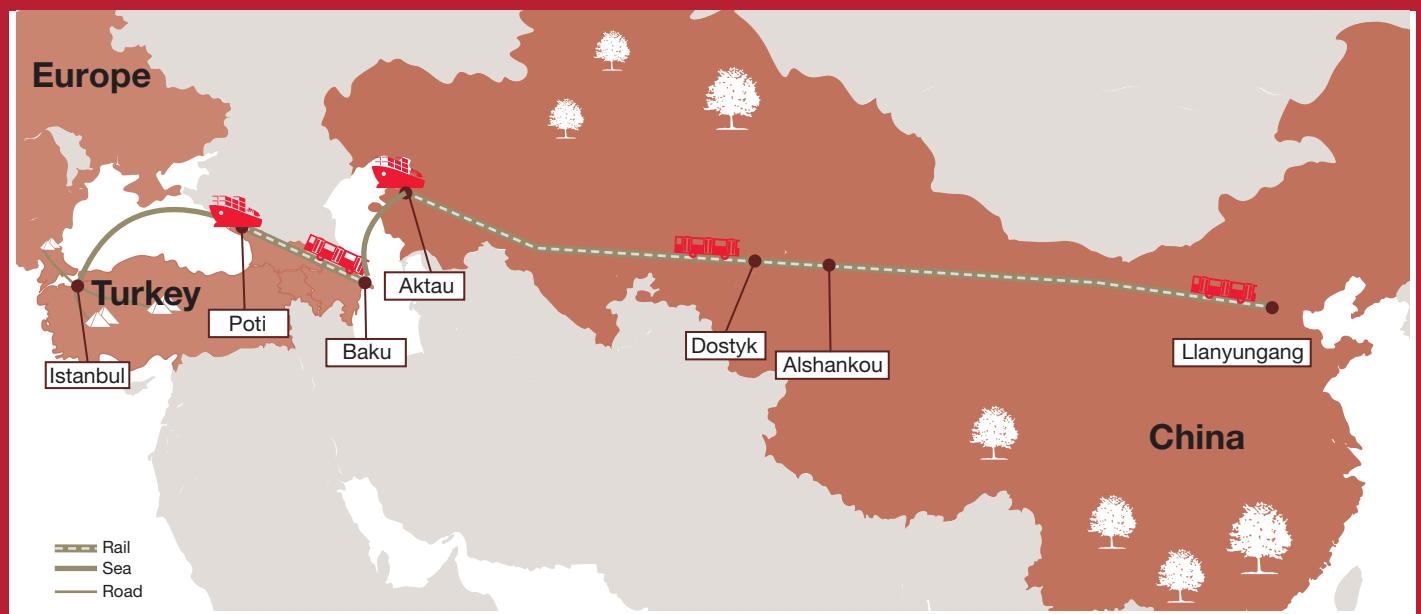 Europe
Turkey
Istanbul
Poti
Baku
Aktau
Dostyk
Alshankou
Llanyungang
China
Rail
Sea
Road